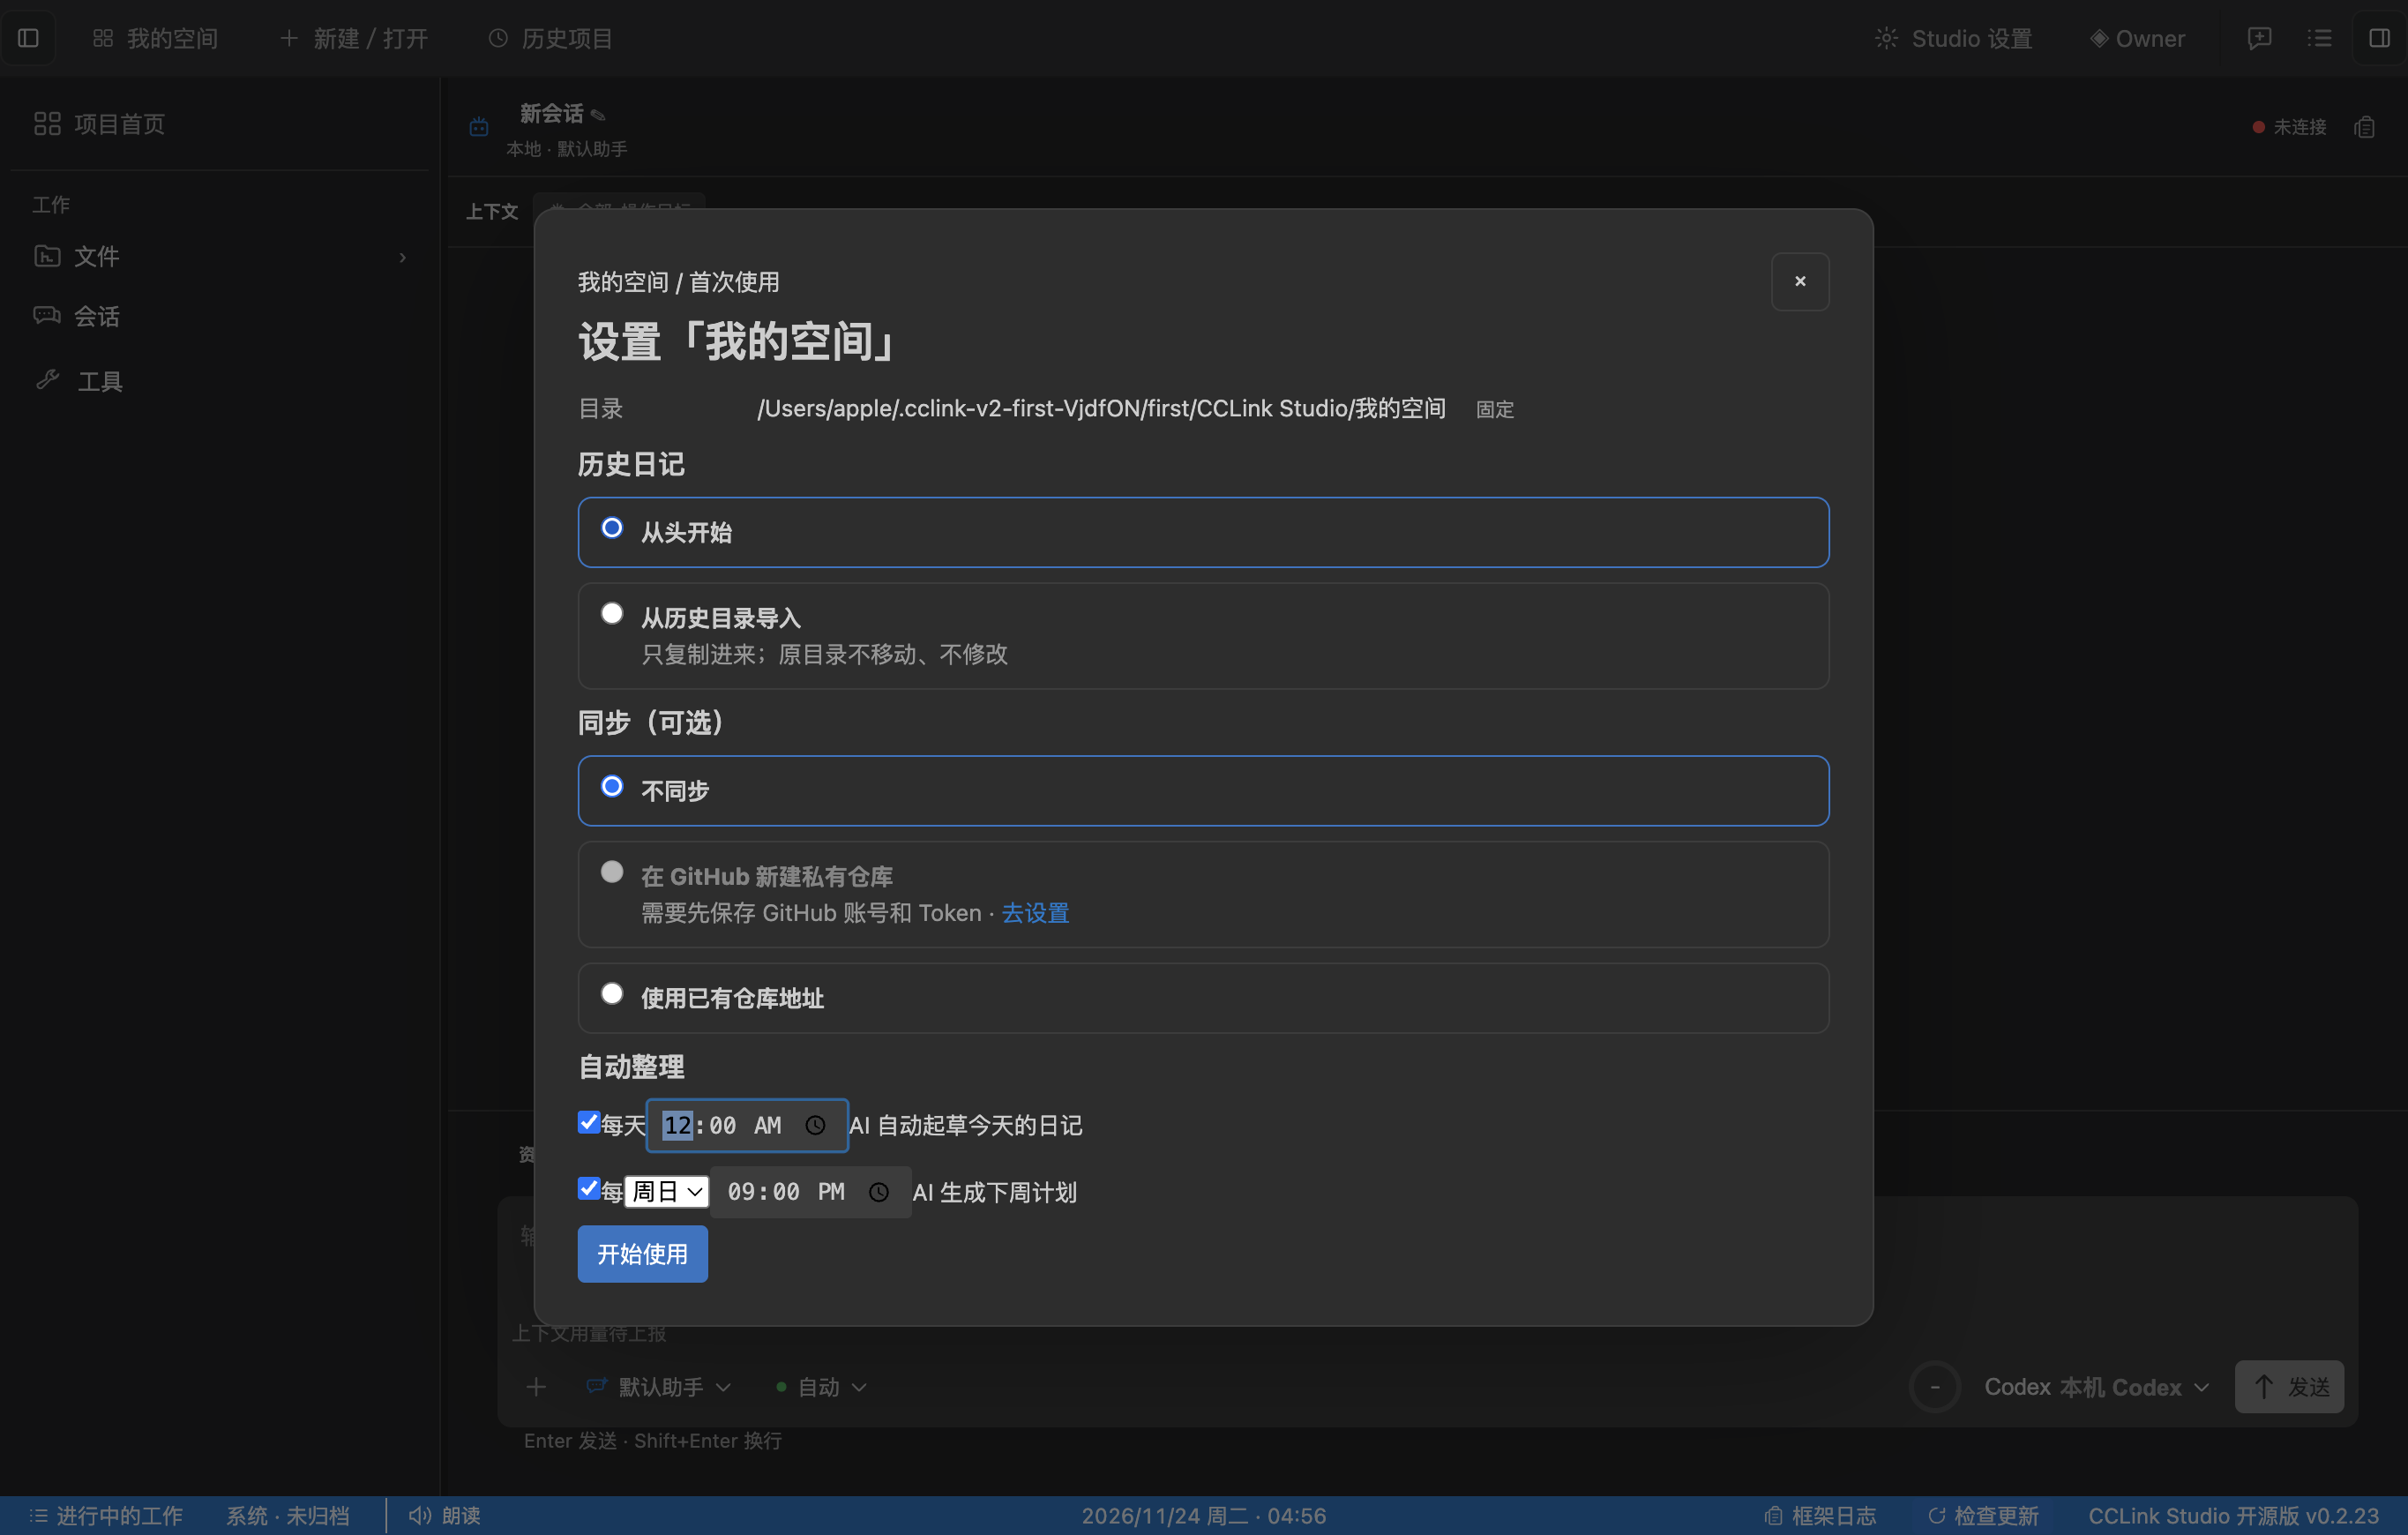 我的空间 新建 / 打开 历史项目 Studio 设置 Owner
项目首页
工作
文件
会话
工具
新会话
本地 · 默认助手
未连接
上下文
我的空间 / 首次使用
设置「我的空间」
目录 /Users/apple/.cclink-v2-first-VjdfON/first/CCLink Studio/我的空间 固定
历史日记
从头开始
从历史目录导入
只复制进来；原目录不移动、不修改
同步（可选）
不同步
在 GitHub 新建私有仓库
需要先保存 GitHub 账号和 Token · 去设置
使用已有仓库地址
自动整理
每天 12:00 AM AI 自动起草今天的日记
每 周日 09:00 PM AI 生成下周计划
开始使用
上下文用量待上报
默认助手 自动 - Codex 本机 Codex 发送
Enter 发送 · Shift+Enter 换行
进行中的工作 系统 · 未归档 朗读 2026/11/24 周二 · 04:56 框架日志 检查更新 CCLink Studio 开源版 v0.2.23